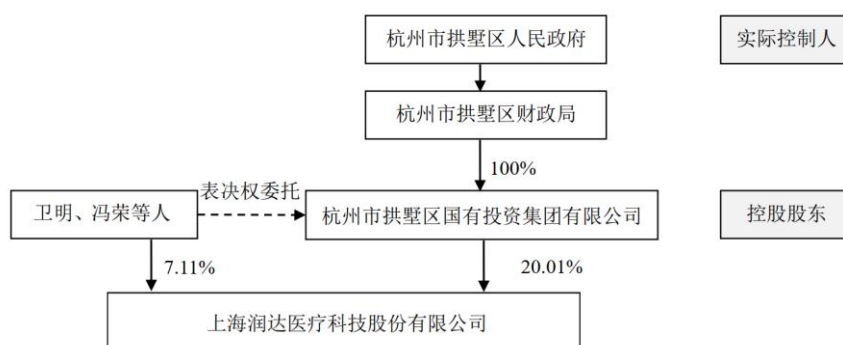 杭州市拱墅区人民政府
实际控制人
杭州市拱墅区财政局
100%
表决权委托
卫明、冯荣等人
杭州市拱墅区国有投资集团有限公司
控股股东
7.11%
20.01%
上海润达医疗科技股份有限公司